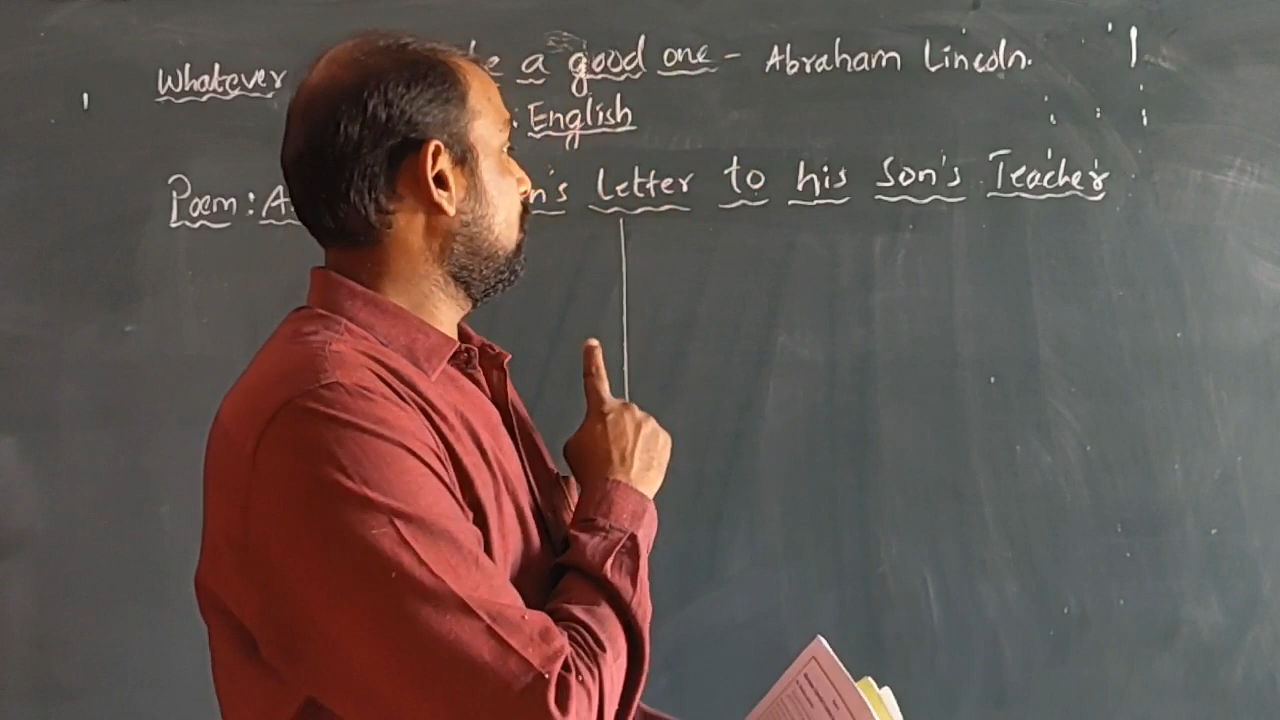 Whatever a good one - Abraham Lincoln.
: English
Poem: A n's Letter to his Son's Teacher